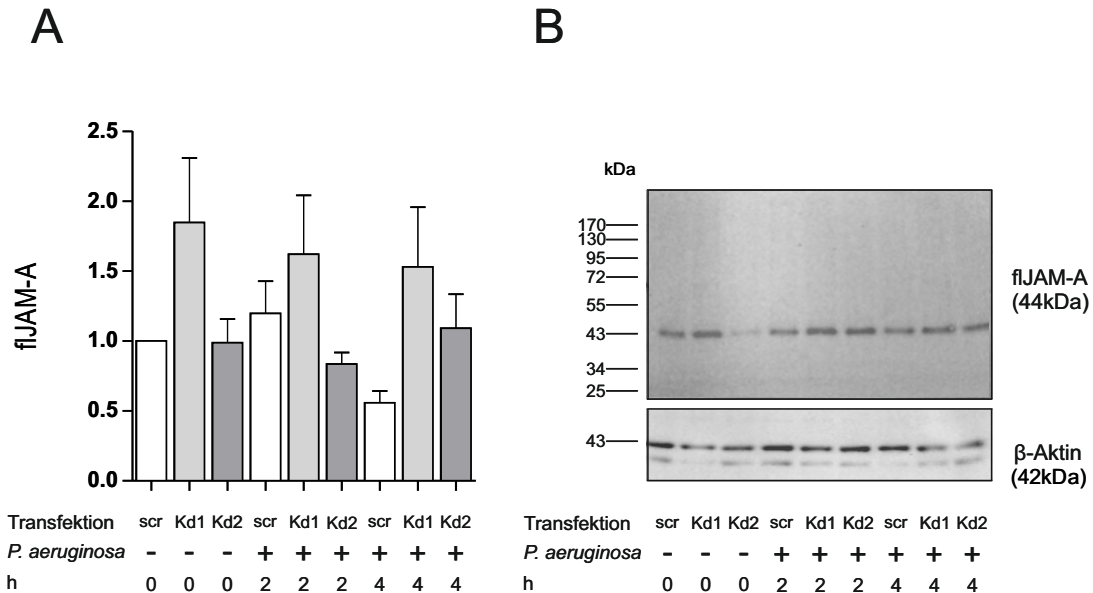 A
2.5
2.0
1.5
1.0
0.5
0.0
flJAM-A
Transfektion scr Kd1 Kd2 scr Kd1 Kd2 scr Kd1 Kd2
P. aeruginosa - - - + + + + + +
h 0 0 0 2 2 2 4 4 4
B
kDa
170
130
95
72
55
43
34
25
flJAM-A
(44kDa)
43
β-Aktin
(42kDa)
Transfektion scr Kd1 Kd2 scr Kd1 Kd2 scr Kd1 Kd2
P. aeruginosa - - - + + + + + +
h 0 0 0 2 2 2 4 4 4